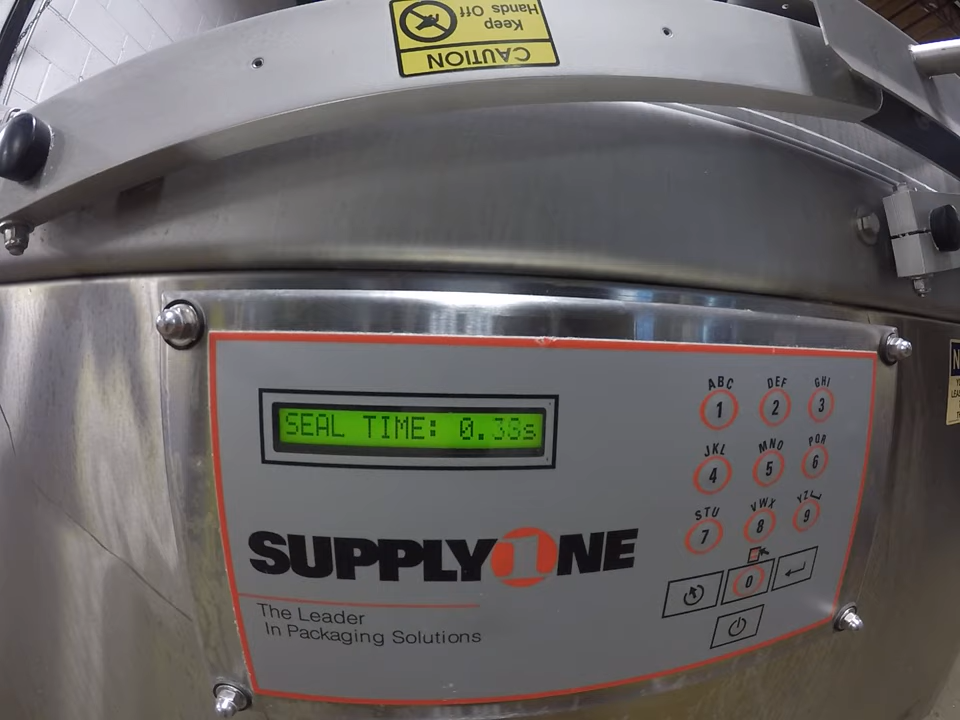 CAUTION
Keep
Hands Off
SEAL TIME: 0.38s
ABC
1
DEF
2
GHI
3
JKL
4
MNO
5
PQR
6
STU
7
VWX
8
YZ
9
0
SUPPLYONE
The Leader
In Packaging Solutions